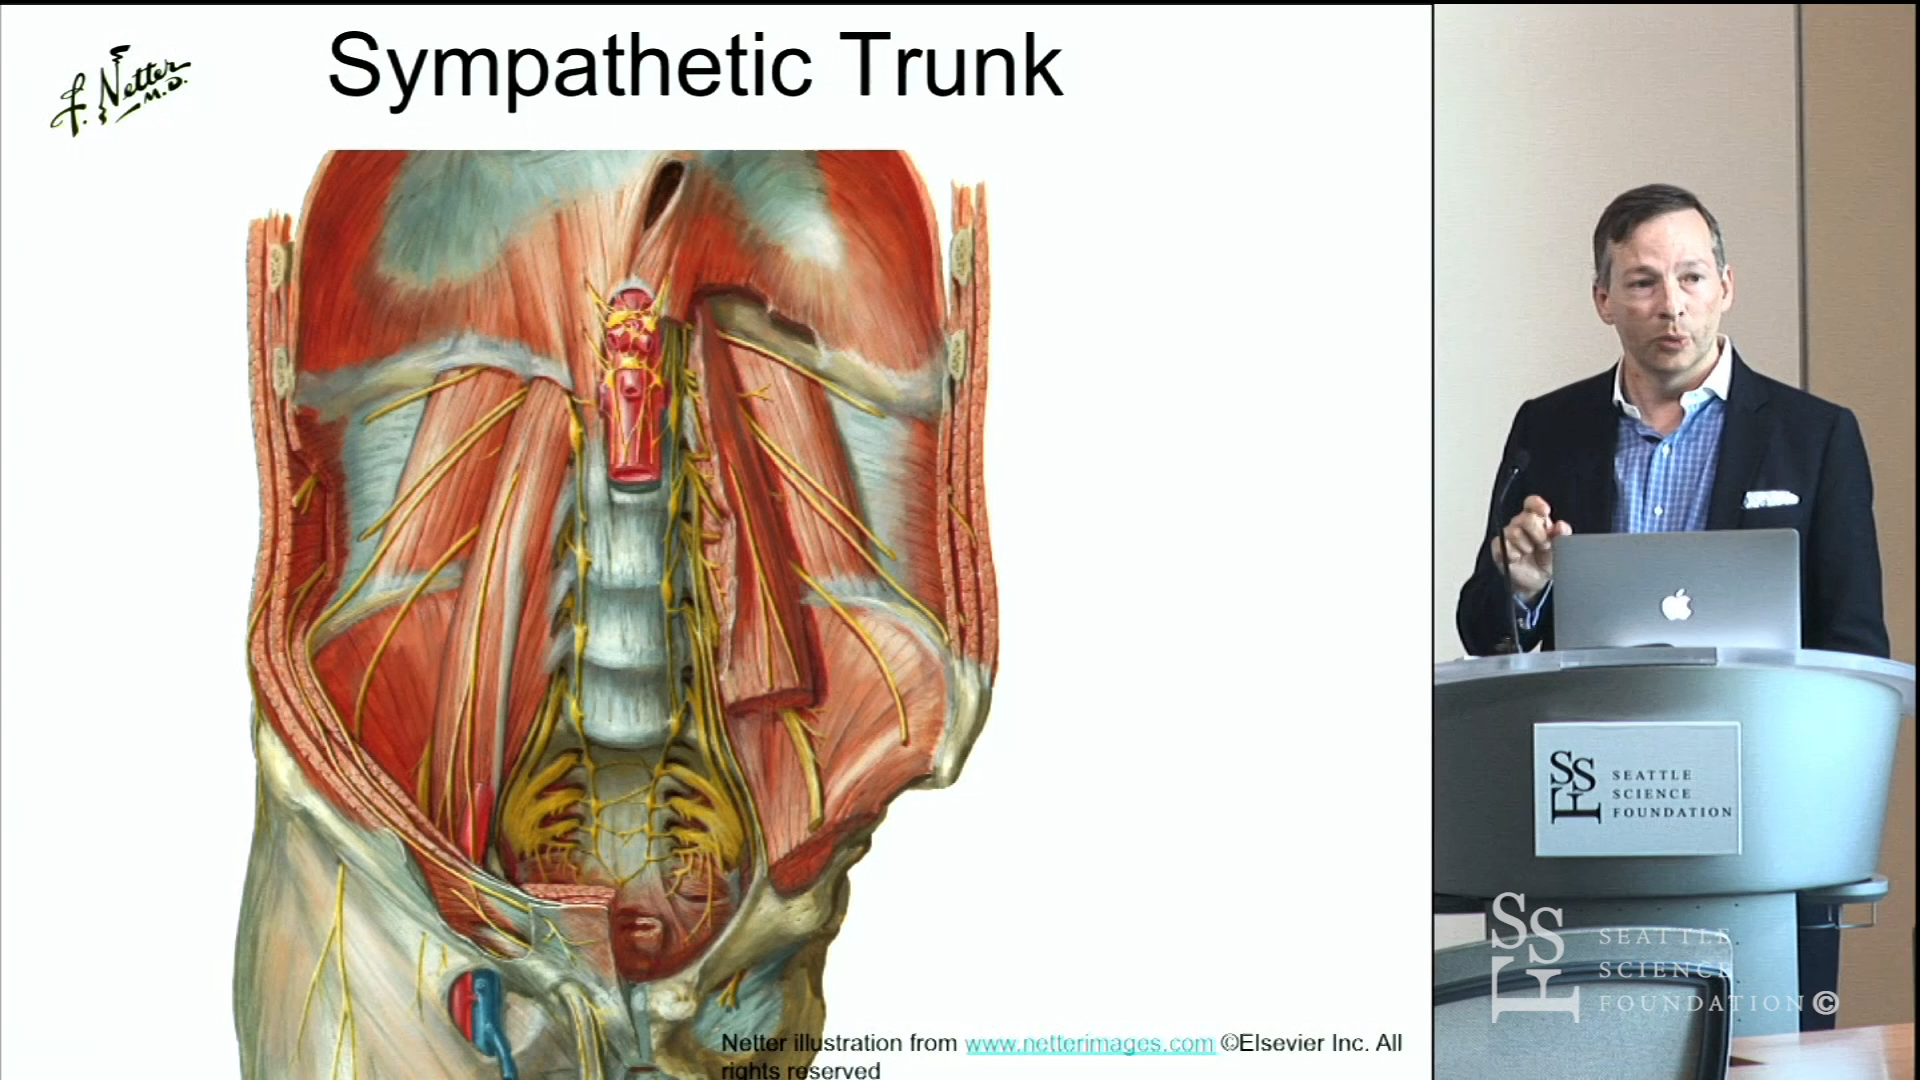 Sympathetic Trunk
F. Netter
M.D.
Netter illustration from www.netterimages.com ©Elsevier Inc. All
rights reserved
SSF
SEATTLE
SCIENCE
FOUNDATION
SSF
SEATTLE
SCIENCE
FOUNDATION©